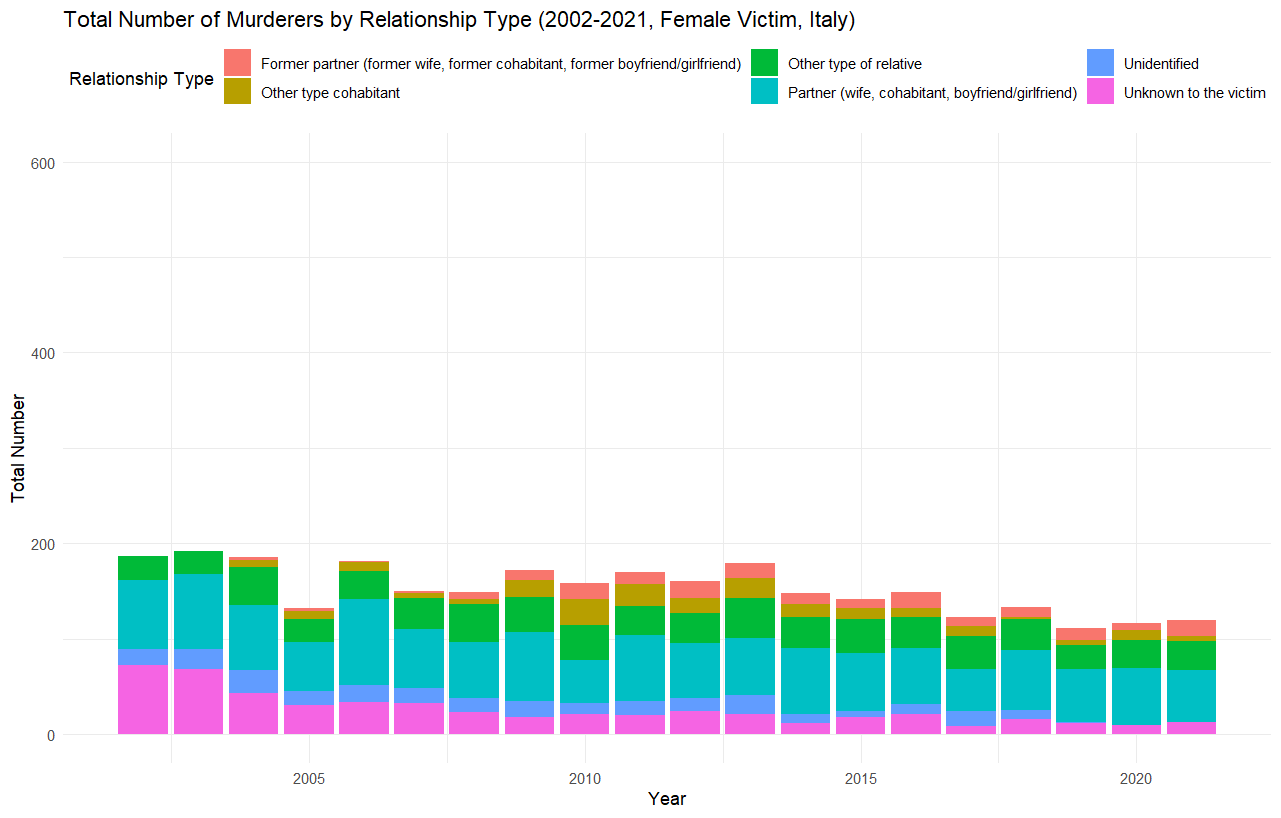 Total Number of Murderers by Relationship Type (2002-2021, Female Victim, Italy)
Relationship Type
Former partner (former wife, former cohabitant, former boyfriend/girlfriend)
Other type cohabitant
Other type of relative
Partner (wife, cohabitant, boyfriend/girlfriend)
Unidentified
Unknown to the victim
Total Number
600
400
200
0
2005 2010 2015 2020
Year